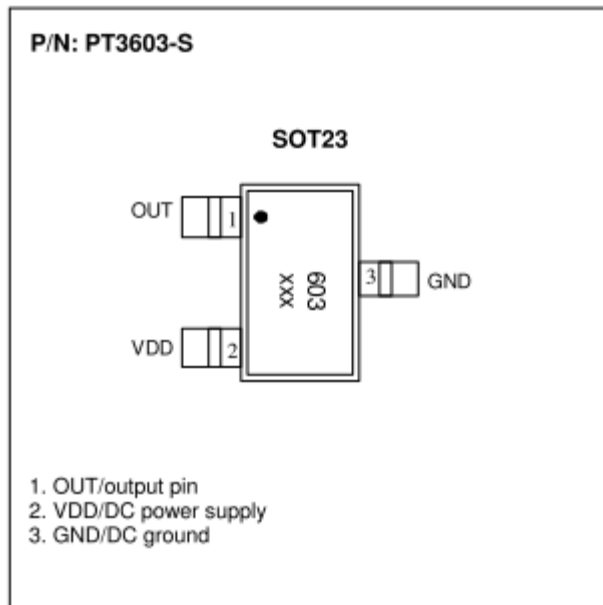 P/N: PT3603-S
SOT23
OUT
1
603
xxx
3
GND
VDD
2
1. OUT/output pin
2. VDD/DC power supply
3. GND/DC ground